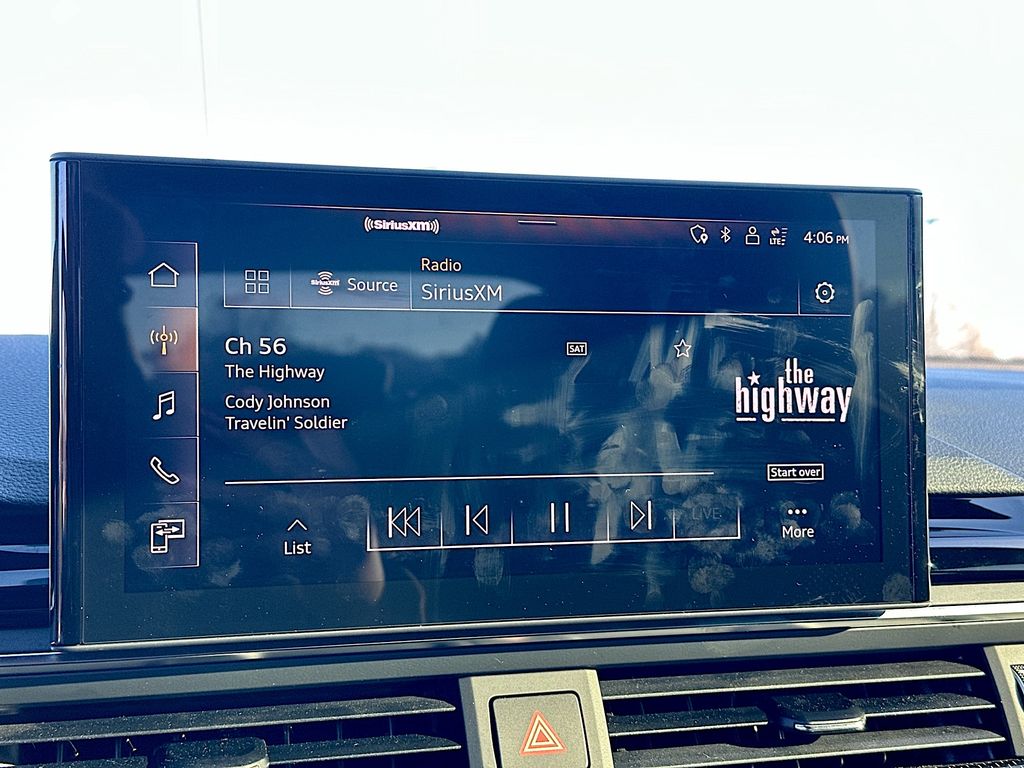 SiriusXM
LTE
4:06 PM
SiriusXM
Source
Radio
SiriusXM
Ch 56
SAT
The Highway
Cody Johnson
Travelin' Soldier
the
highway
Start over
LIVE
List
More